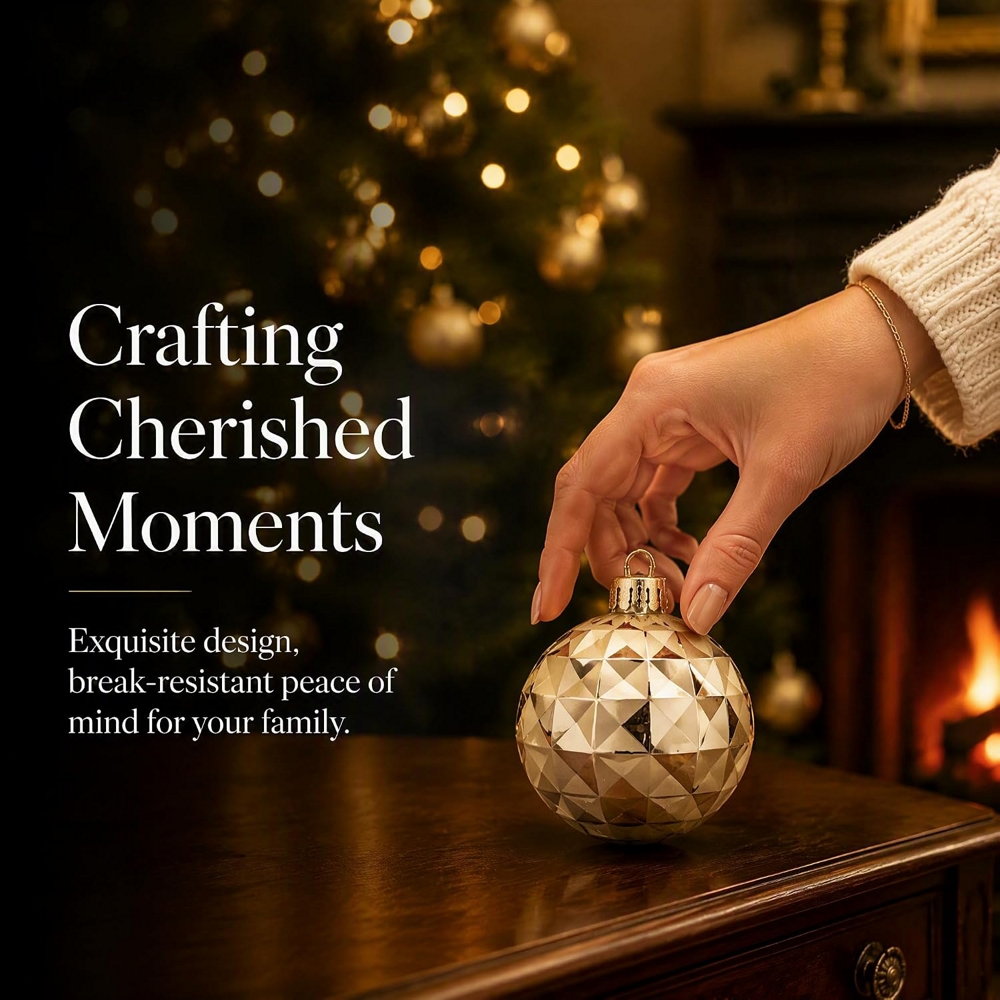 Crafting
Cherished
Moments
Exquisite design,
break-resistant peace of
mind for your family.